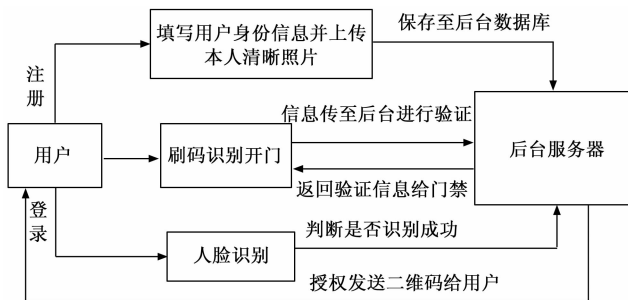 填写用户身份信息并上传
本人清晰照片
保存至后台数据库
注册
信息传至后台进行验证
用户
刷码识别开门
后台服务器
返回验证信息给门禁
登录
判断是否识别成功
人脸识别
授权发送二维码给用户